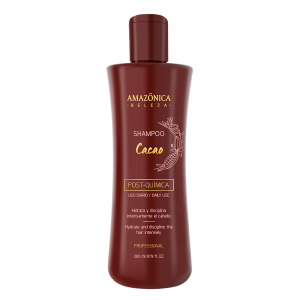 AMAZÔNICA
-BELEZA-
SHAMPOO
Cacao
POST-QUÍMICA
USO DIARIO / DAILY USE
Hidrata y disciplina
intensamente el cabello
Hydrate and discipline the
hair intensely
PROFESSIONAL